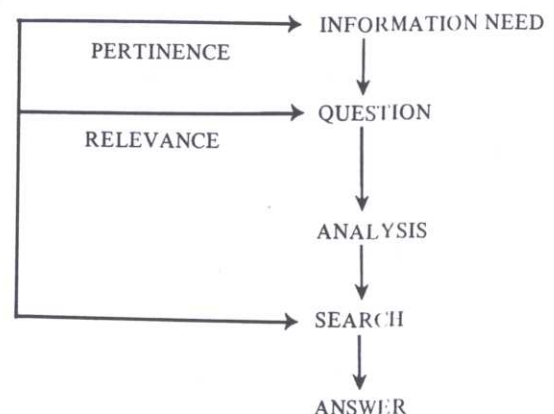 INFORMATION NEED
PERTINENCE
QUESTION
RELEVANCE
ANALYSIS
SEARCH
ANSWER